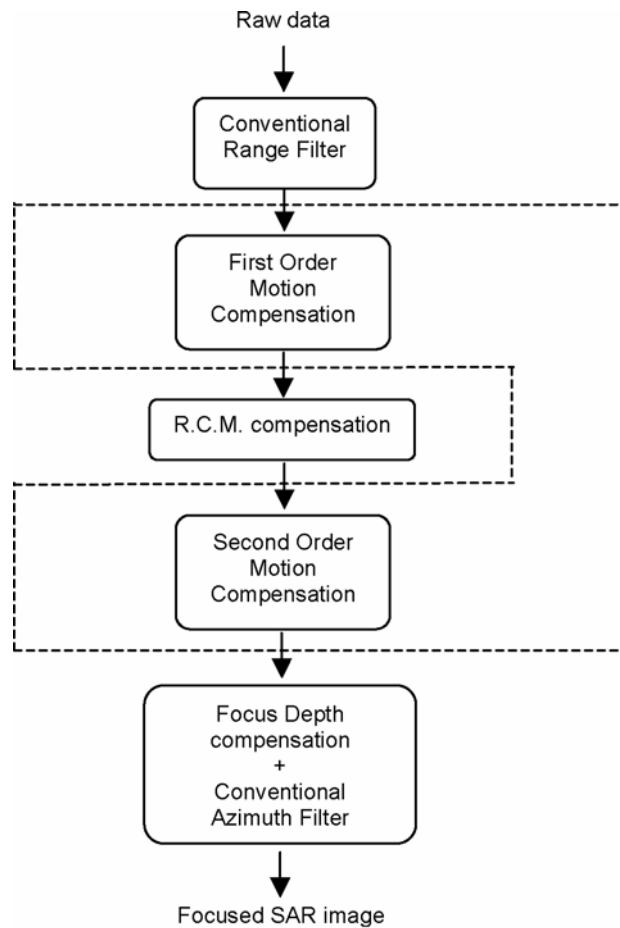 Raw data
Conventional
Range Filter
First Order
Motion
Compensation
R.C.M. compensation
Second Order
Motion
Compensation
Focus Depth
compensation
+
Conventional
Azimuth Filter
Focused SAR image